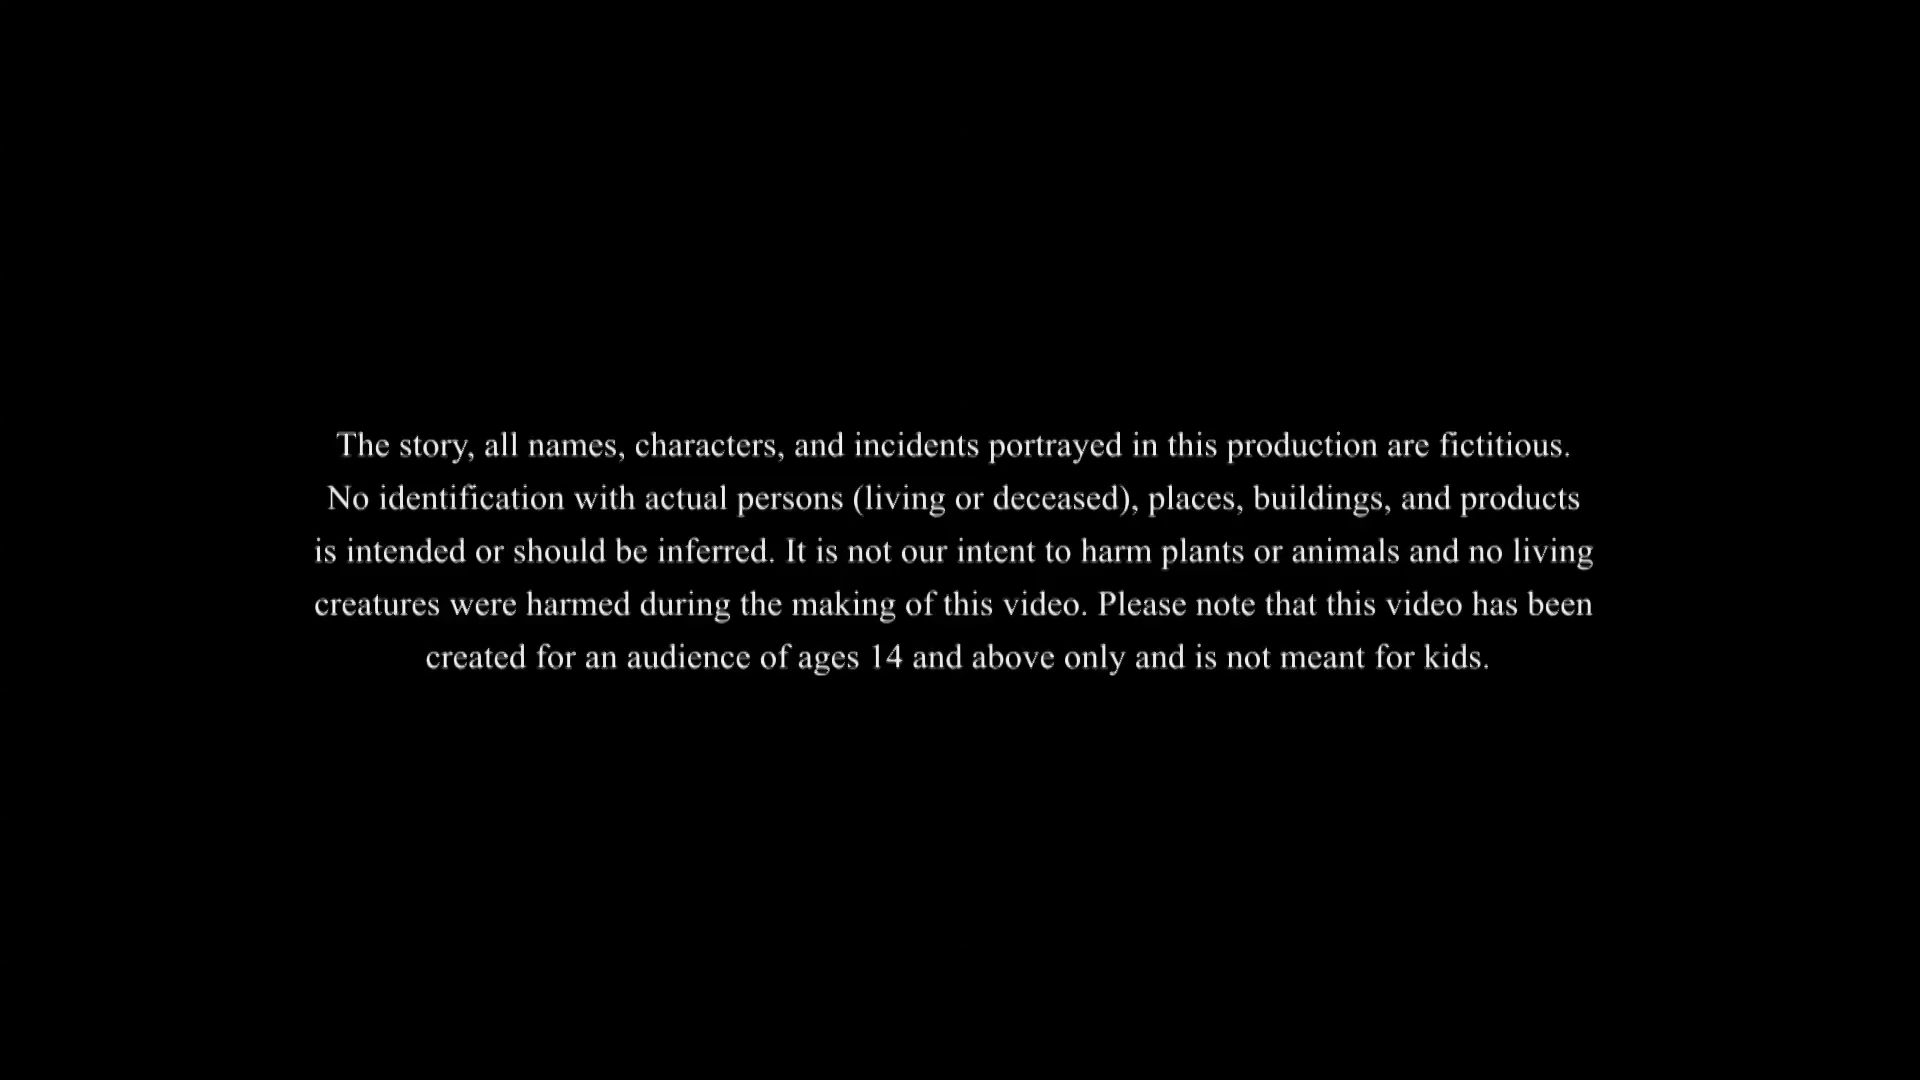 The story, all names, characters, and incidents portrayed in this production are fictitious.
No identification with actual persons (living or deceased), places, buildings, and products
is intended or should be inferred. It is not our intent to harm plants or animals and no living
creatures were harmed during the making of this video. Please note that this video has been
created for an audience of ages 14 and above only and is not meant for kids.